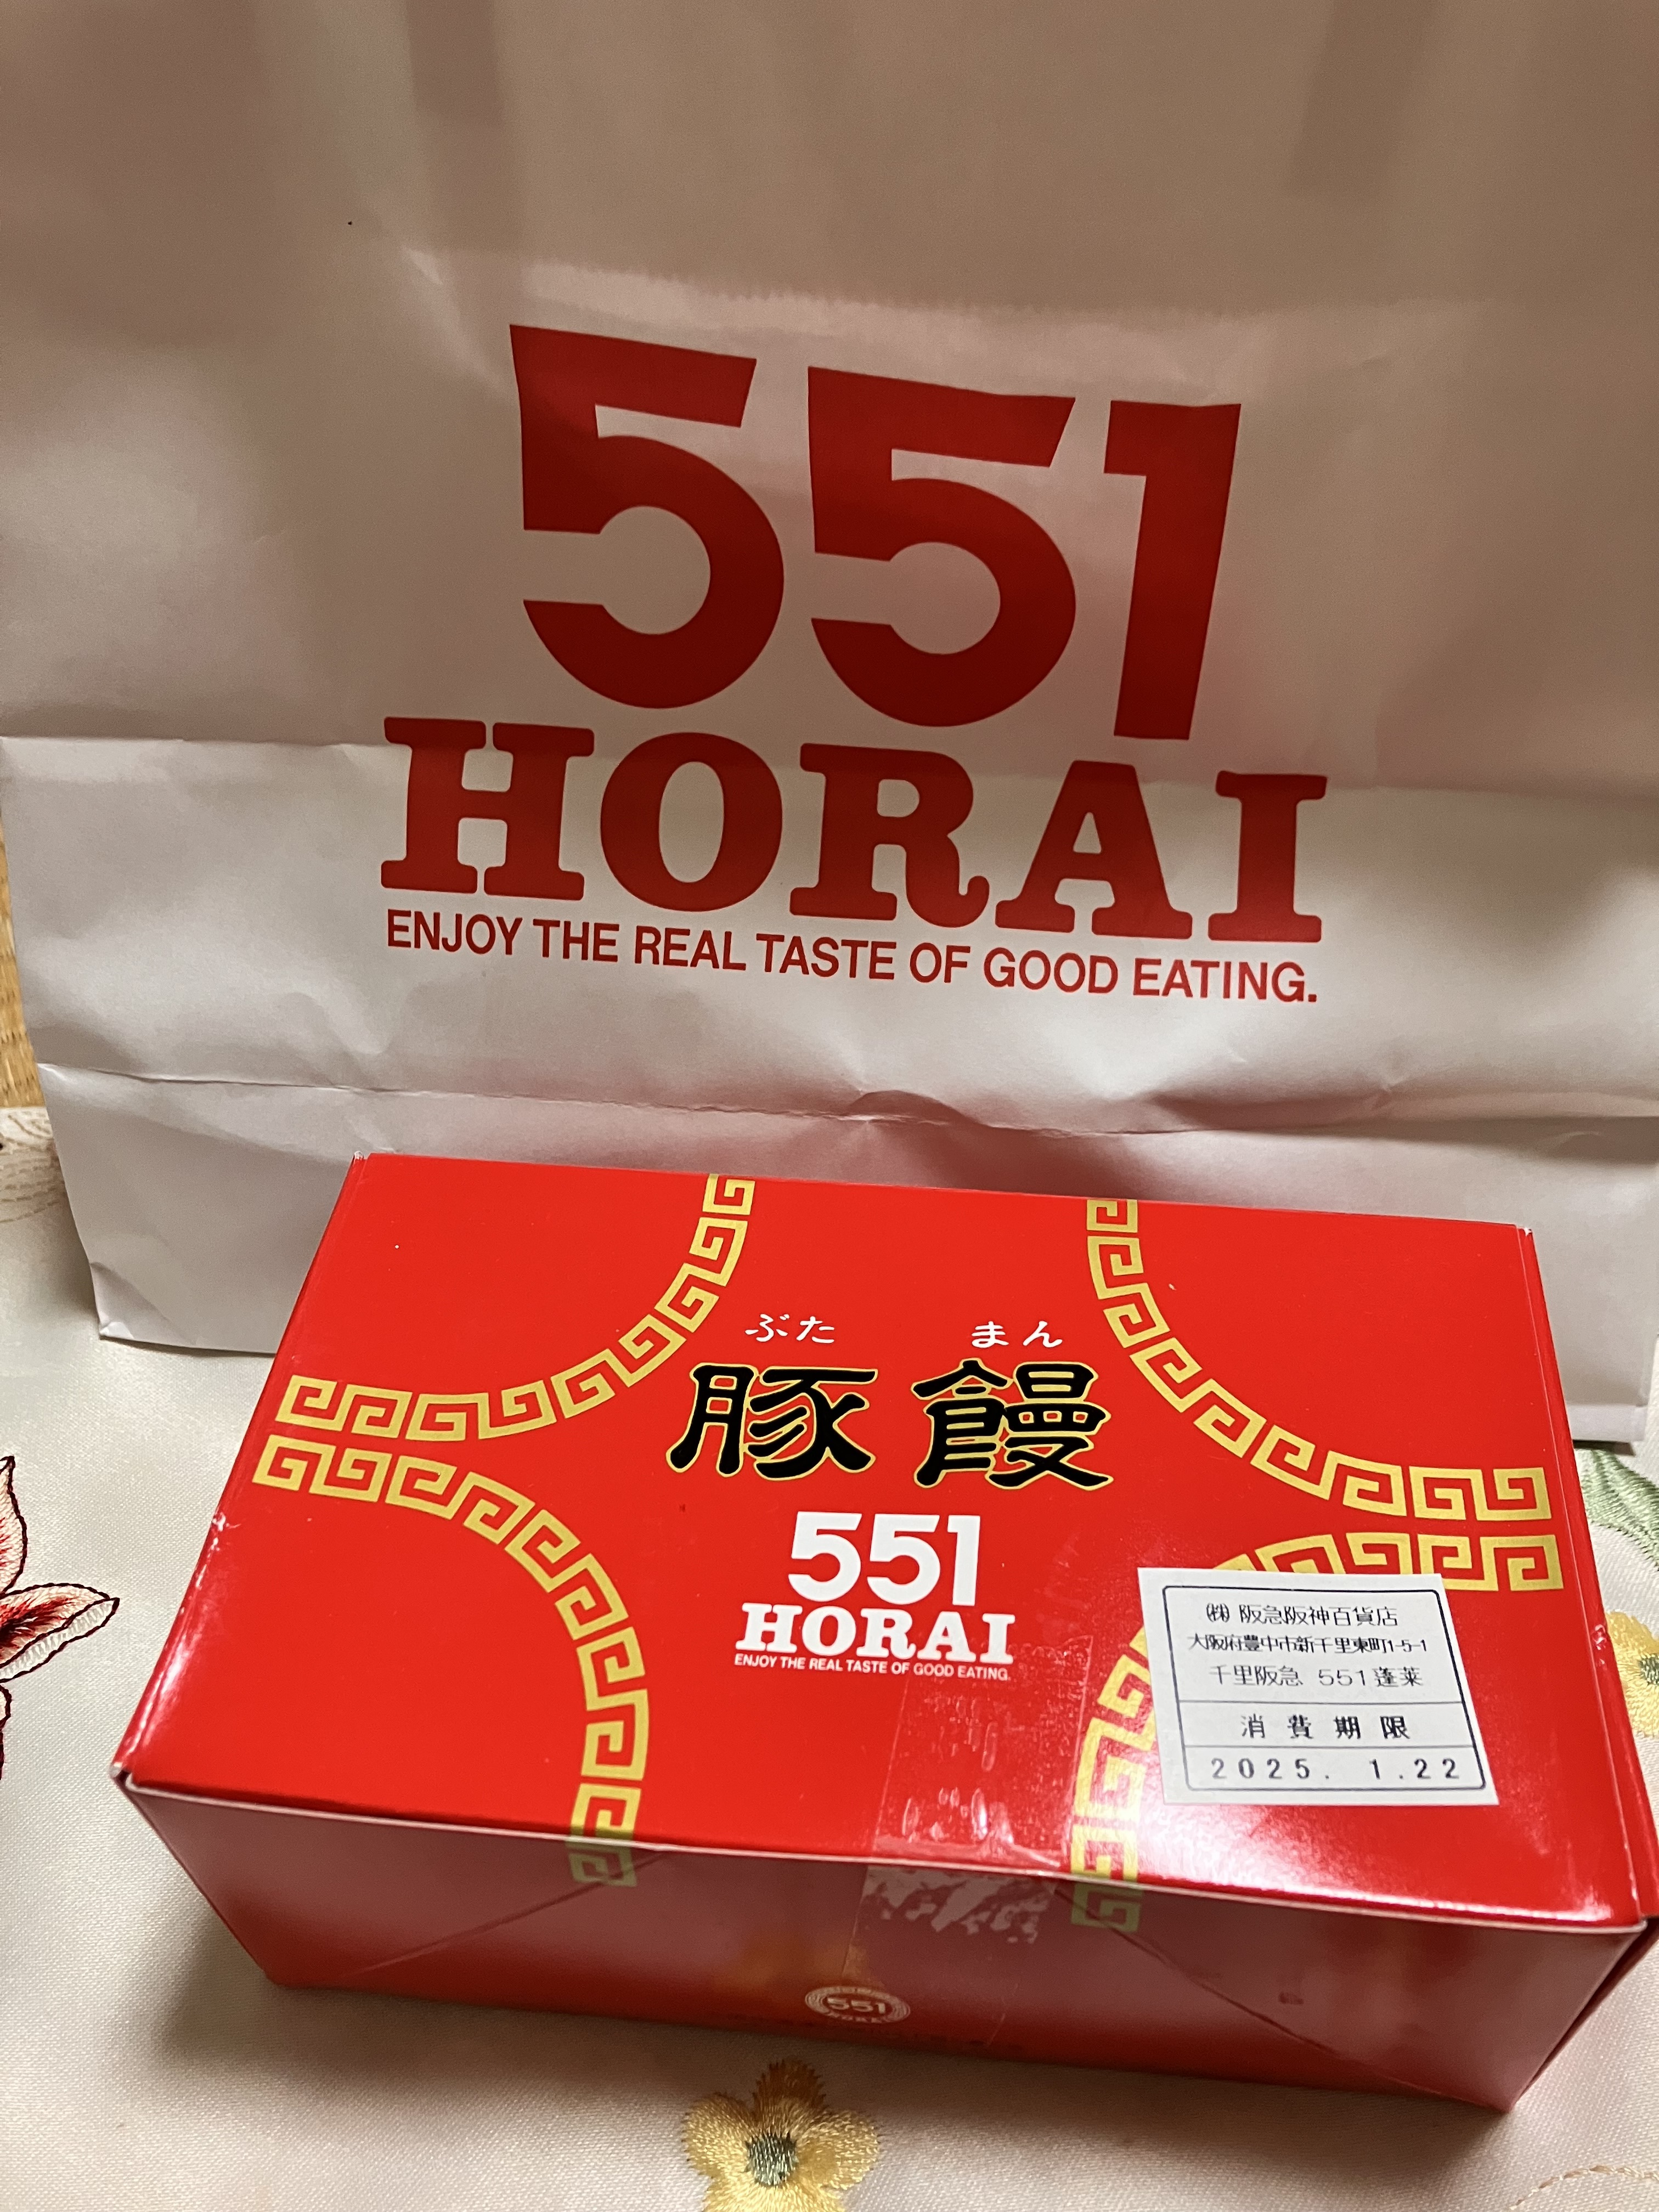 551
HORAI
ENJOY THE REAL TASTE OF GOOD EATING.
ぶた まん
豚饅
551
HORAI
ENJOY THE REAL TASTE OF GOOD EATING.
㈱ 阪急阪神百貨店
大阪府豊中市新千里東町1-5-1
千里阪急 551蓬莱
消費期限
2025. 1.22
551
HORAI